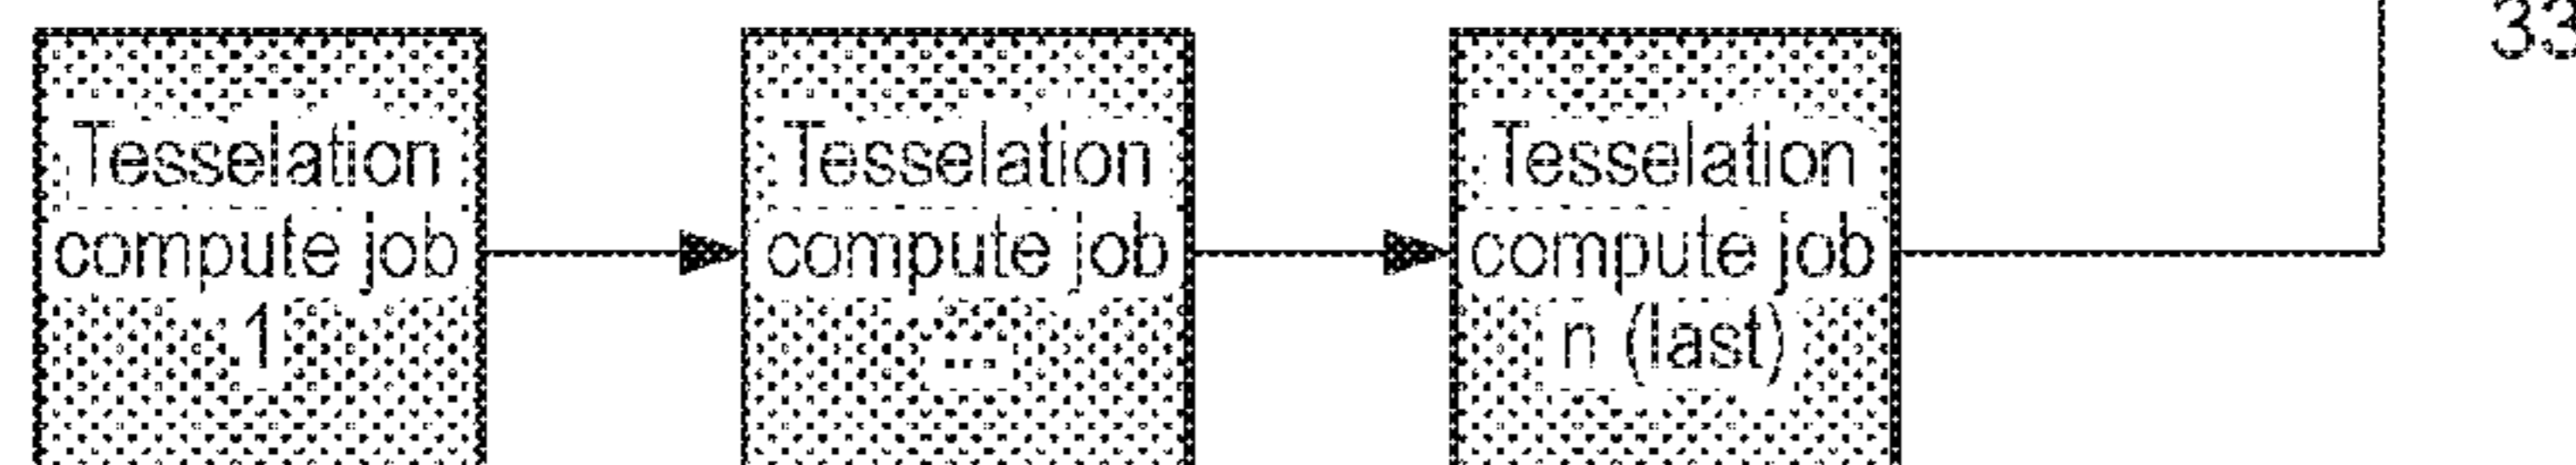 33
Tesselation
compute job
1
Tesselation
compute job
...
Tesselation
compute job
n (last)